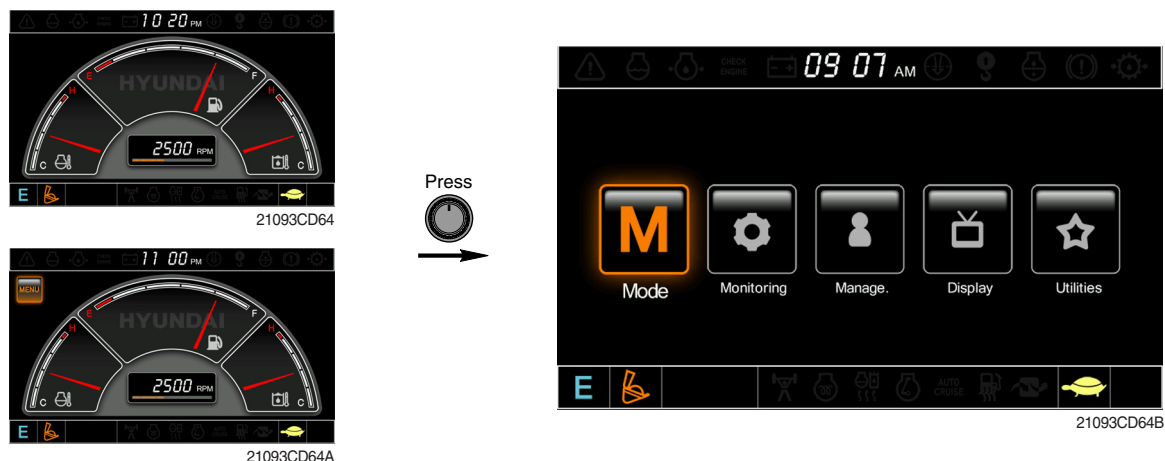 10 20 PM
E
F
HYUNDAI
H
H
C
2500 RPM
C
E
21093CD64
11 00 PM
MENU
E
F
HYUNDAI
H
H
C
2500 RPM
C
E
21093CD64A
Press
CHECK ENGINE
09 07 AM
M
Mode
Monitoring
Manage.
Display
Utilities
E
AUTO CRUISE
21093CD64B